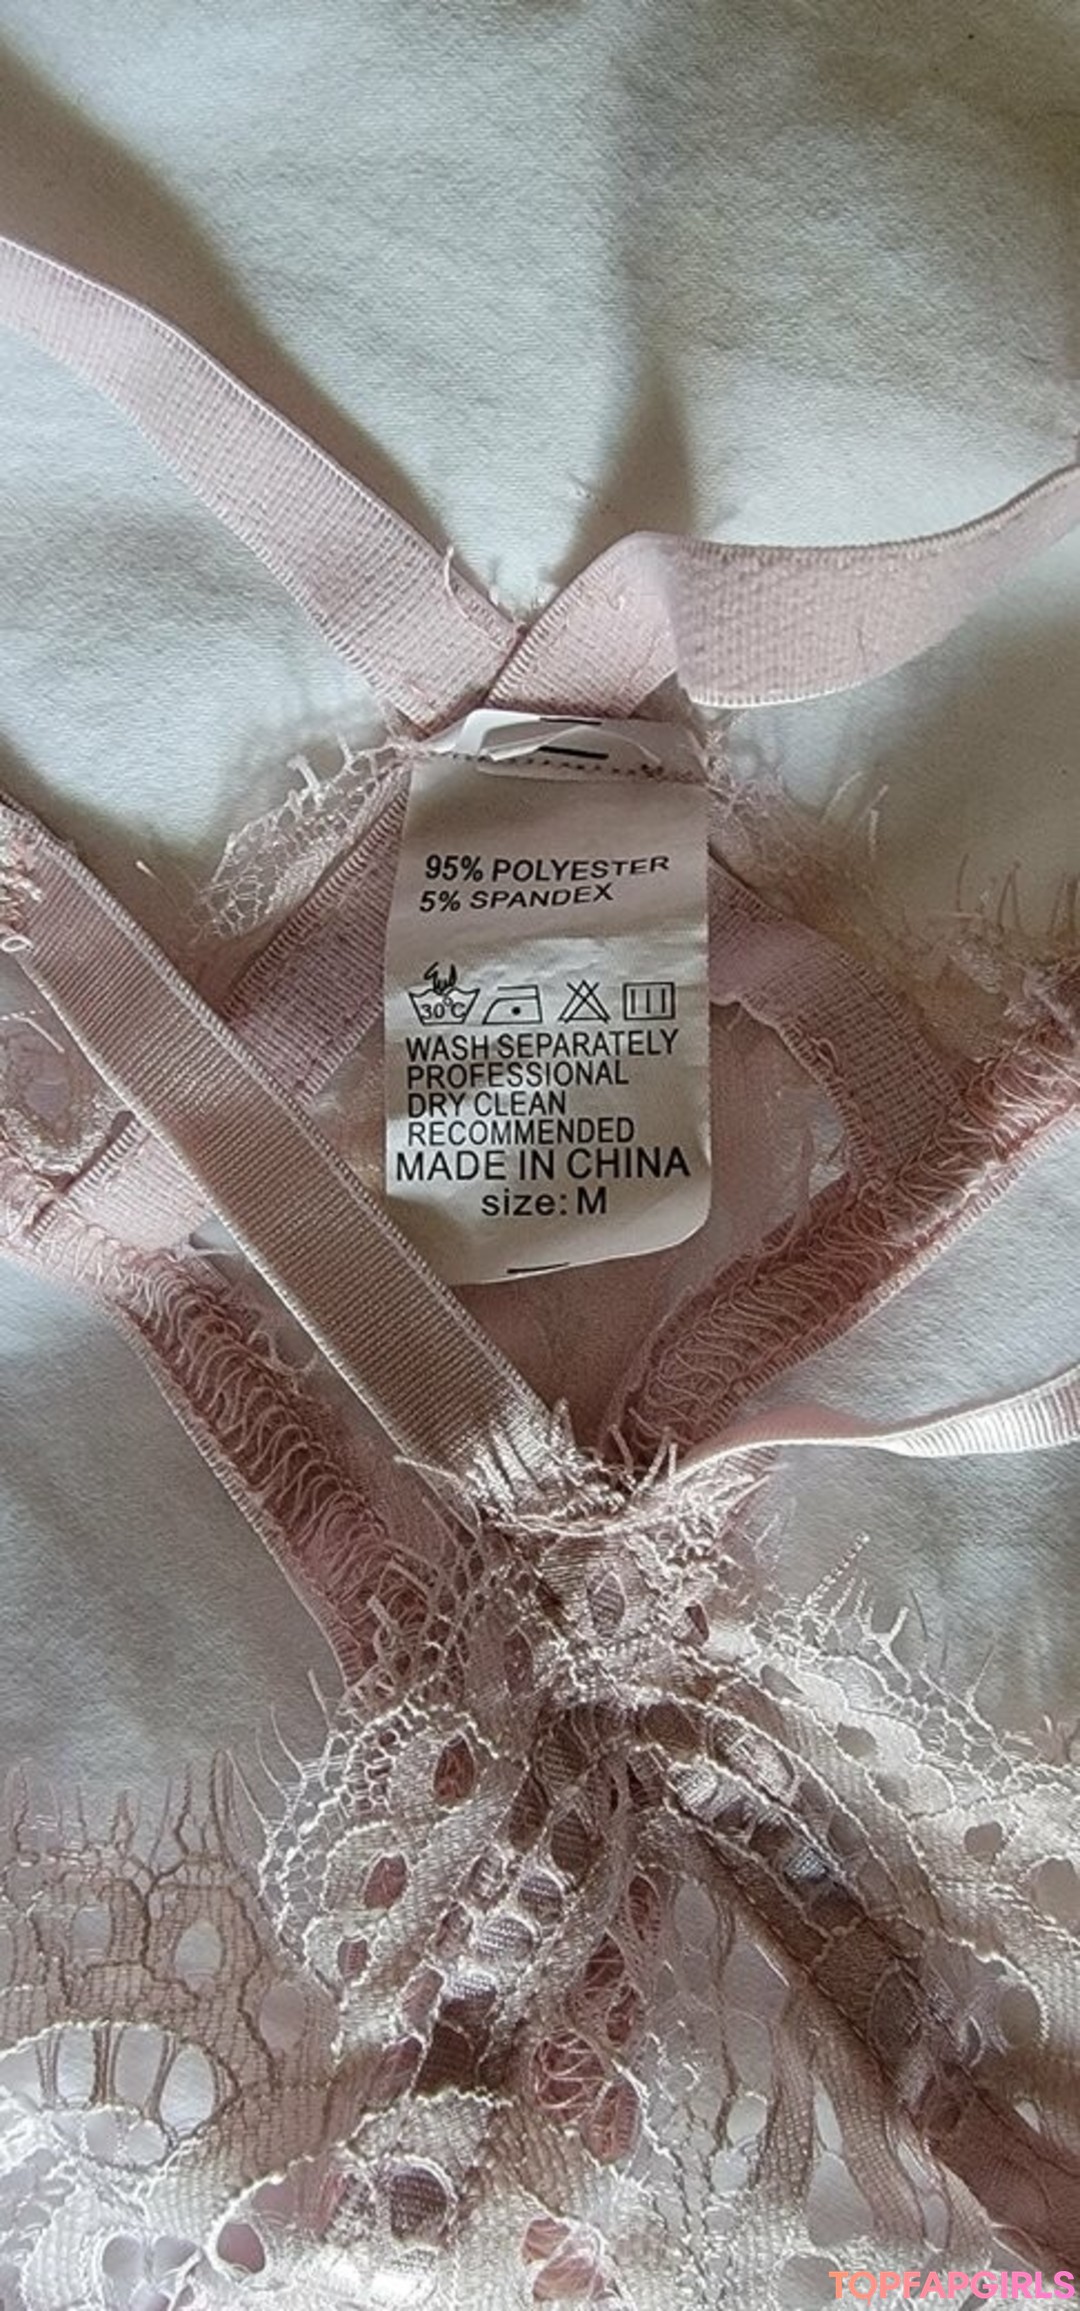 95% POLYESTER
5% SPANDEX
30°C
WASH SEPARATELY
PROFESSIONAL
DRY CLEAN
RECOMMENDED
MADE IN CHINA
size: M
TOPFAPGIRLS